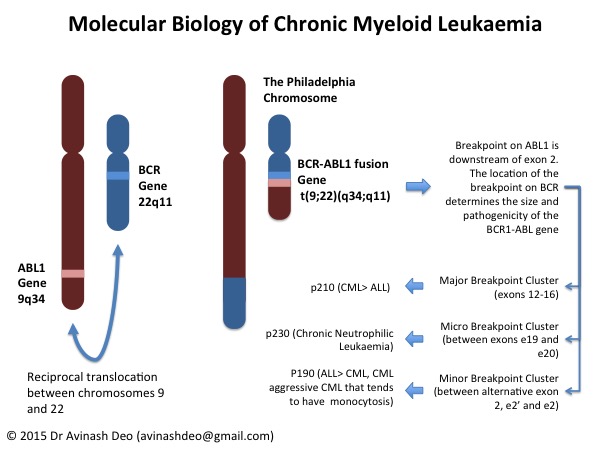 Molecular Biology of Chronic Myeloid Leukaemia
The Philadelphia
Chromosome
BCR
Gene
22q11
BCR-ABL1 fusion
Gene
t(9;22)(q34;q11)
Breakpoint on ABL1 is
downstream of exon 2.
The location of the
breakpoint on BCR
determines the size and
pathogenicity of the
BCR1-ABL gene
ABL1
Gene
9q34
p210 (CML> ALL)
Major Breakpoint Cluster
(exons 12-16)
p230 (Chronic Neutrophilic
Leukaemia)
Micro Breakpoint Cluster
(between exons e19 and
e20)
Reciprocal translocation
between chromosomes 9
and 22
P190 (ALL> CML, CML
aggressive CML that tends
to have  monocytosis)
Minor Breakpoint Cluster
(between alternative exon
2, e2' and e2)
© 2015 Dr Avinash Deo (avinashdeo@gmail.com)